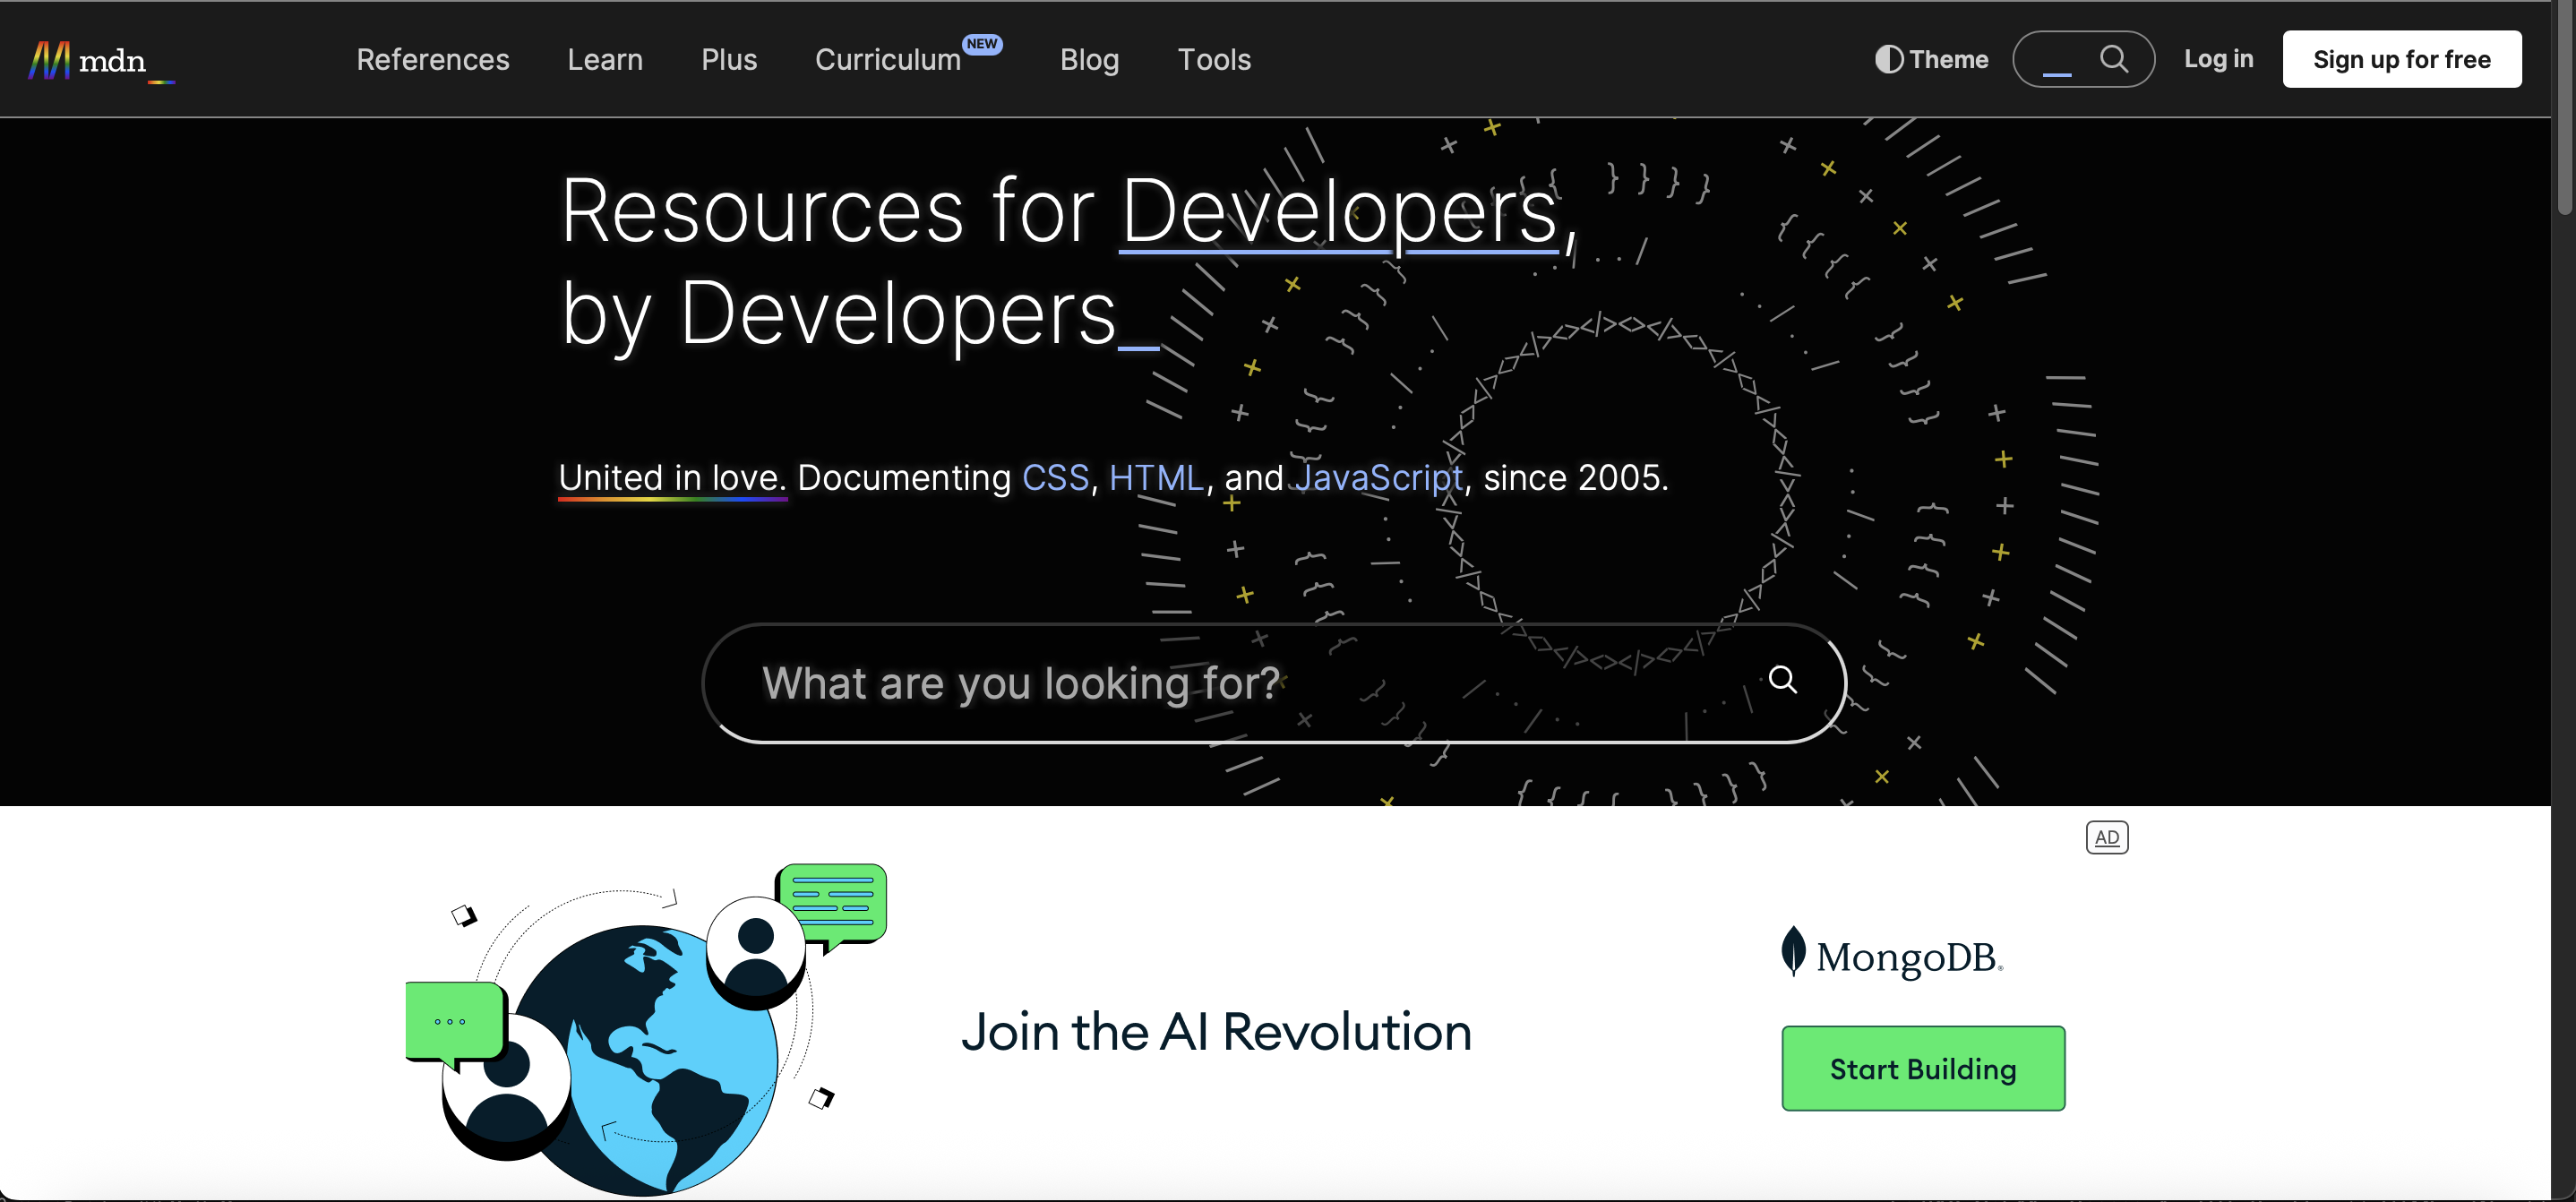 mdn_
References Learn Plus Curriculum NEW Blog Tools
Theme Log in Sign up for free
Resources for Developers,
by Developers_
United in love. Documenting CSS, HTML, and JavaScript, since 2005.
What are you looking for?
AD
Join the AI Revolution
MongoDB®
Start Building